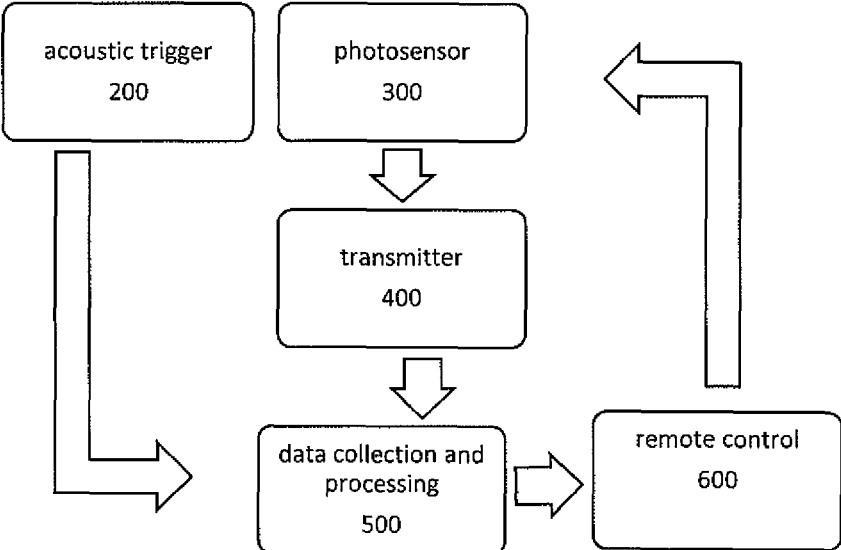 acoustic trigger
200
photosensor
300
transmitter
400
data collection and
processing
500
remote control
600